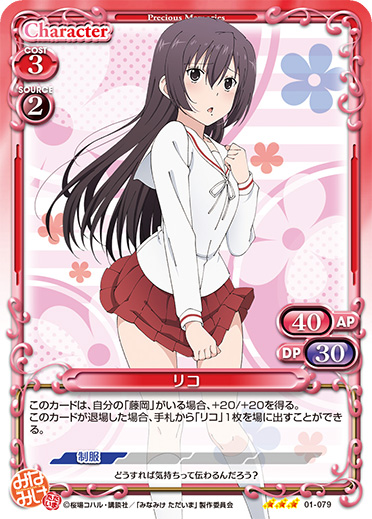 Precious Memories
Character
COST
3
SOURCE
2
40 AP
DP 30
リコ
このカードは、自分の「藤岡」がいる場合、+20/+20を得る。
このカードが退場した場合、手札から「リコ」1枚を場に出すことができ
る。
制服
どうすれば気持ちって伝わるんだろう?
みなみけ ただいま
©桜場コハル・講談社/「みなみけ ただいま」製作委員会
01-079